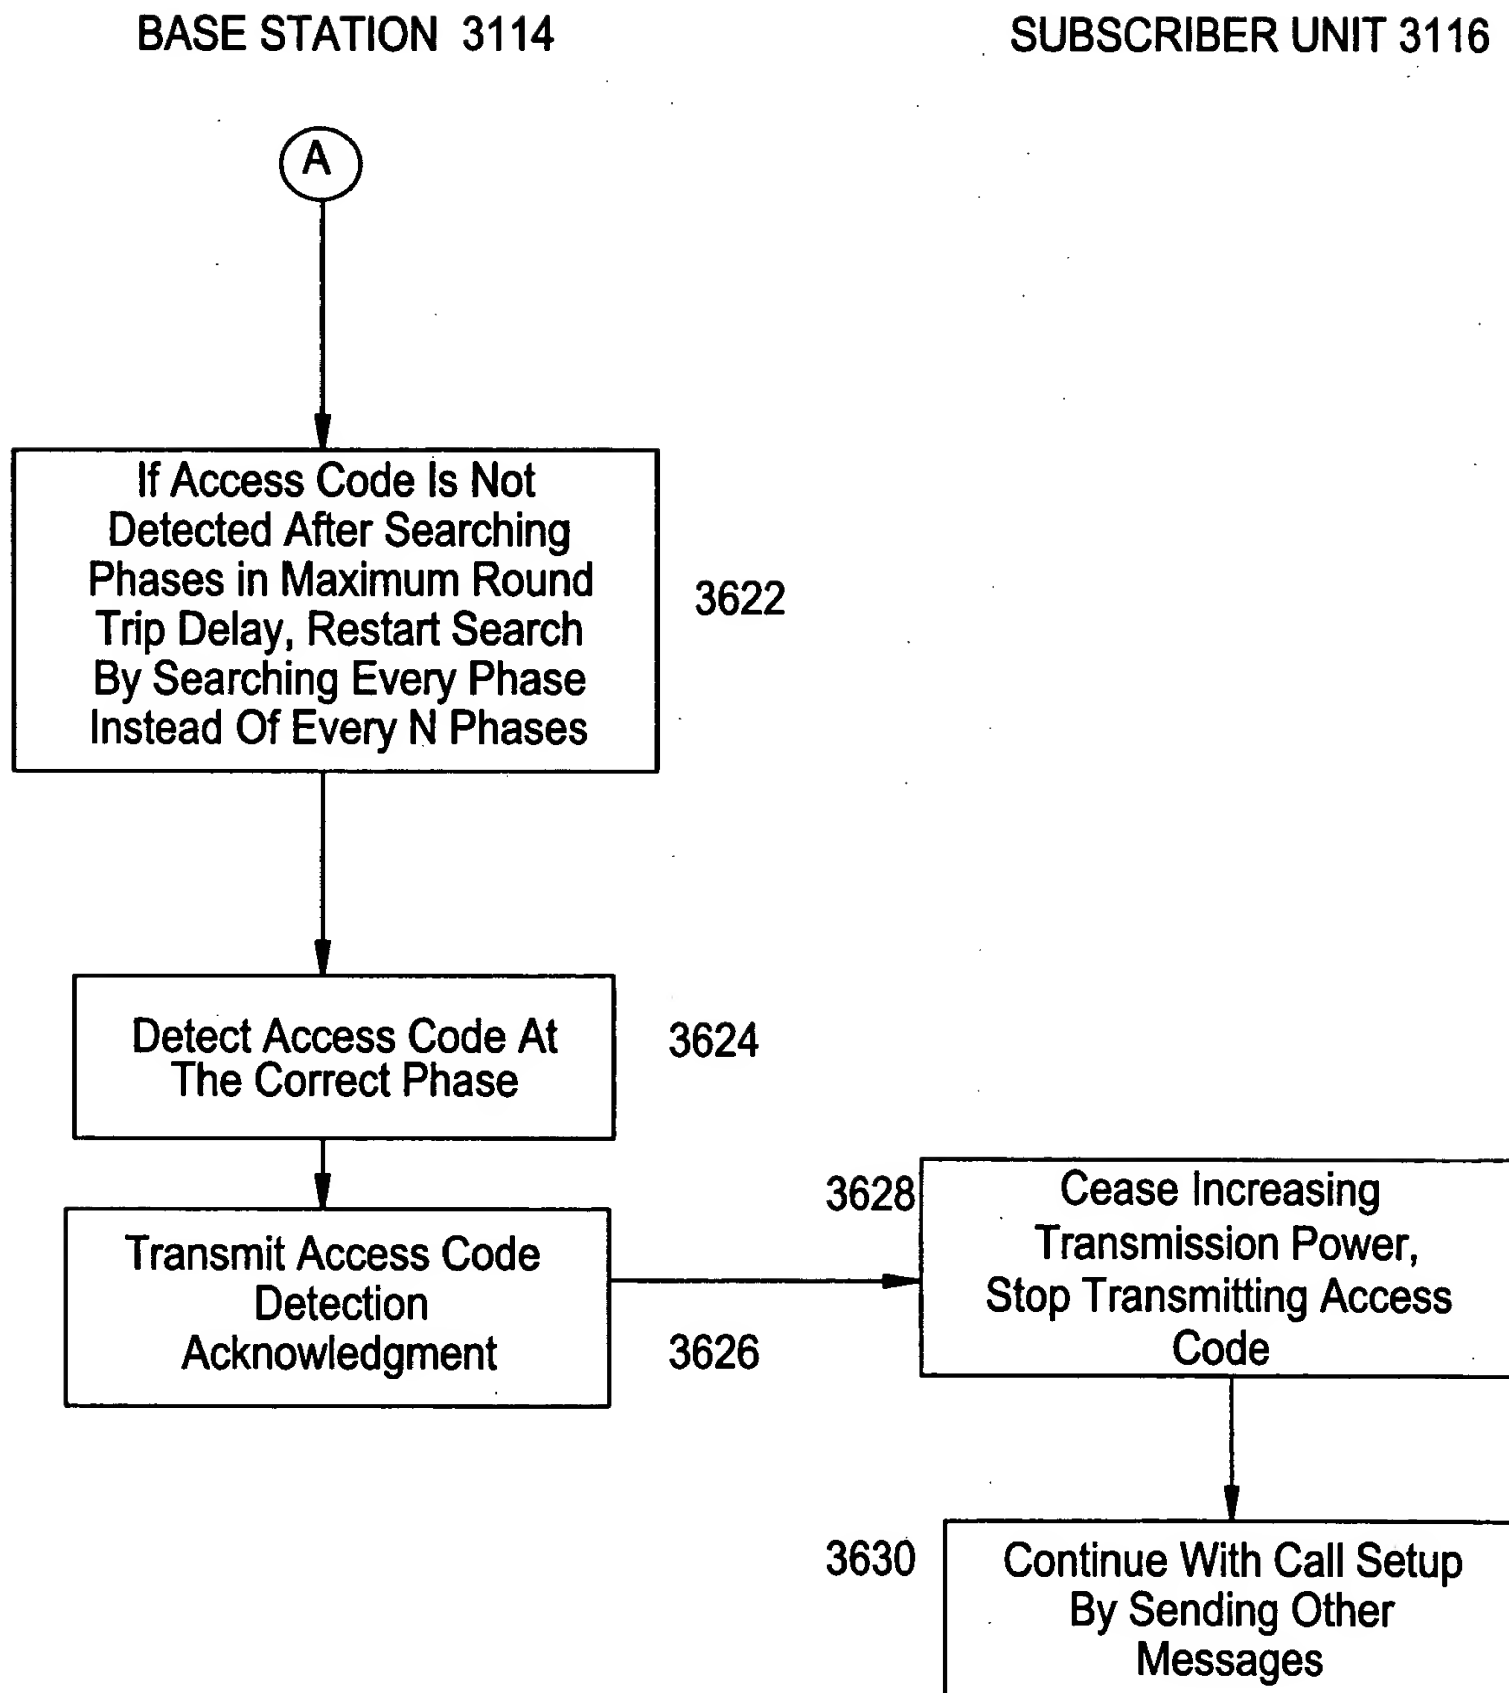 BASE STATION 3114
SUBSCRIBER UNIT 3116
A
If Access Code Is Not
Detected After Searching
Phases in Maximum Round
Trip Delay, Restart Search
By Searching Every Phase
Instead Of Every N Phases
3622
Detect Access Code At
The Correct Phase
3624
Transmit Access Code
Detection
Acknowledgment
3626
3628
Cease Increasing
Transmission Power,
Stop Transmitting Access
Code
3630
Continue With Call Setup
By Sending Other
Messages